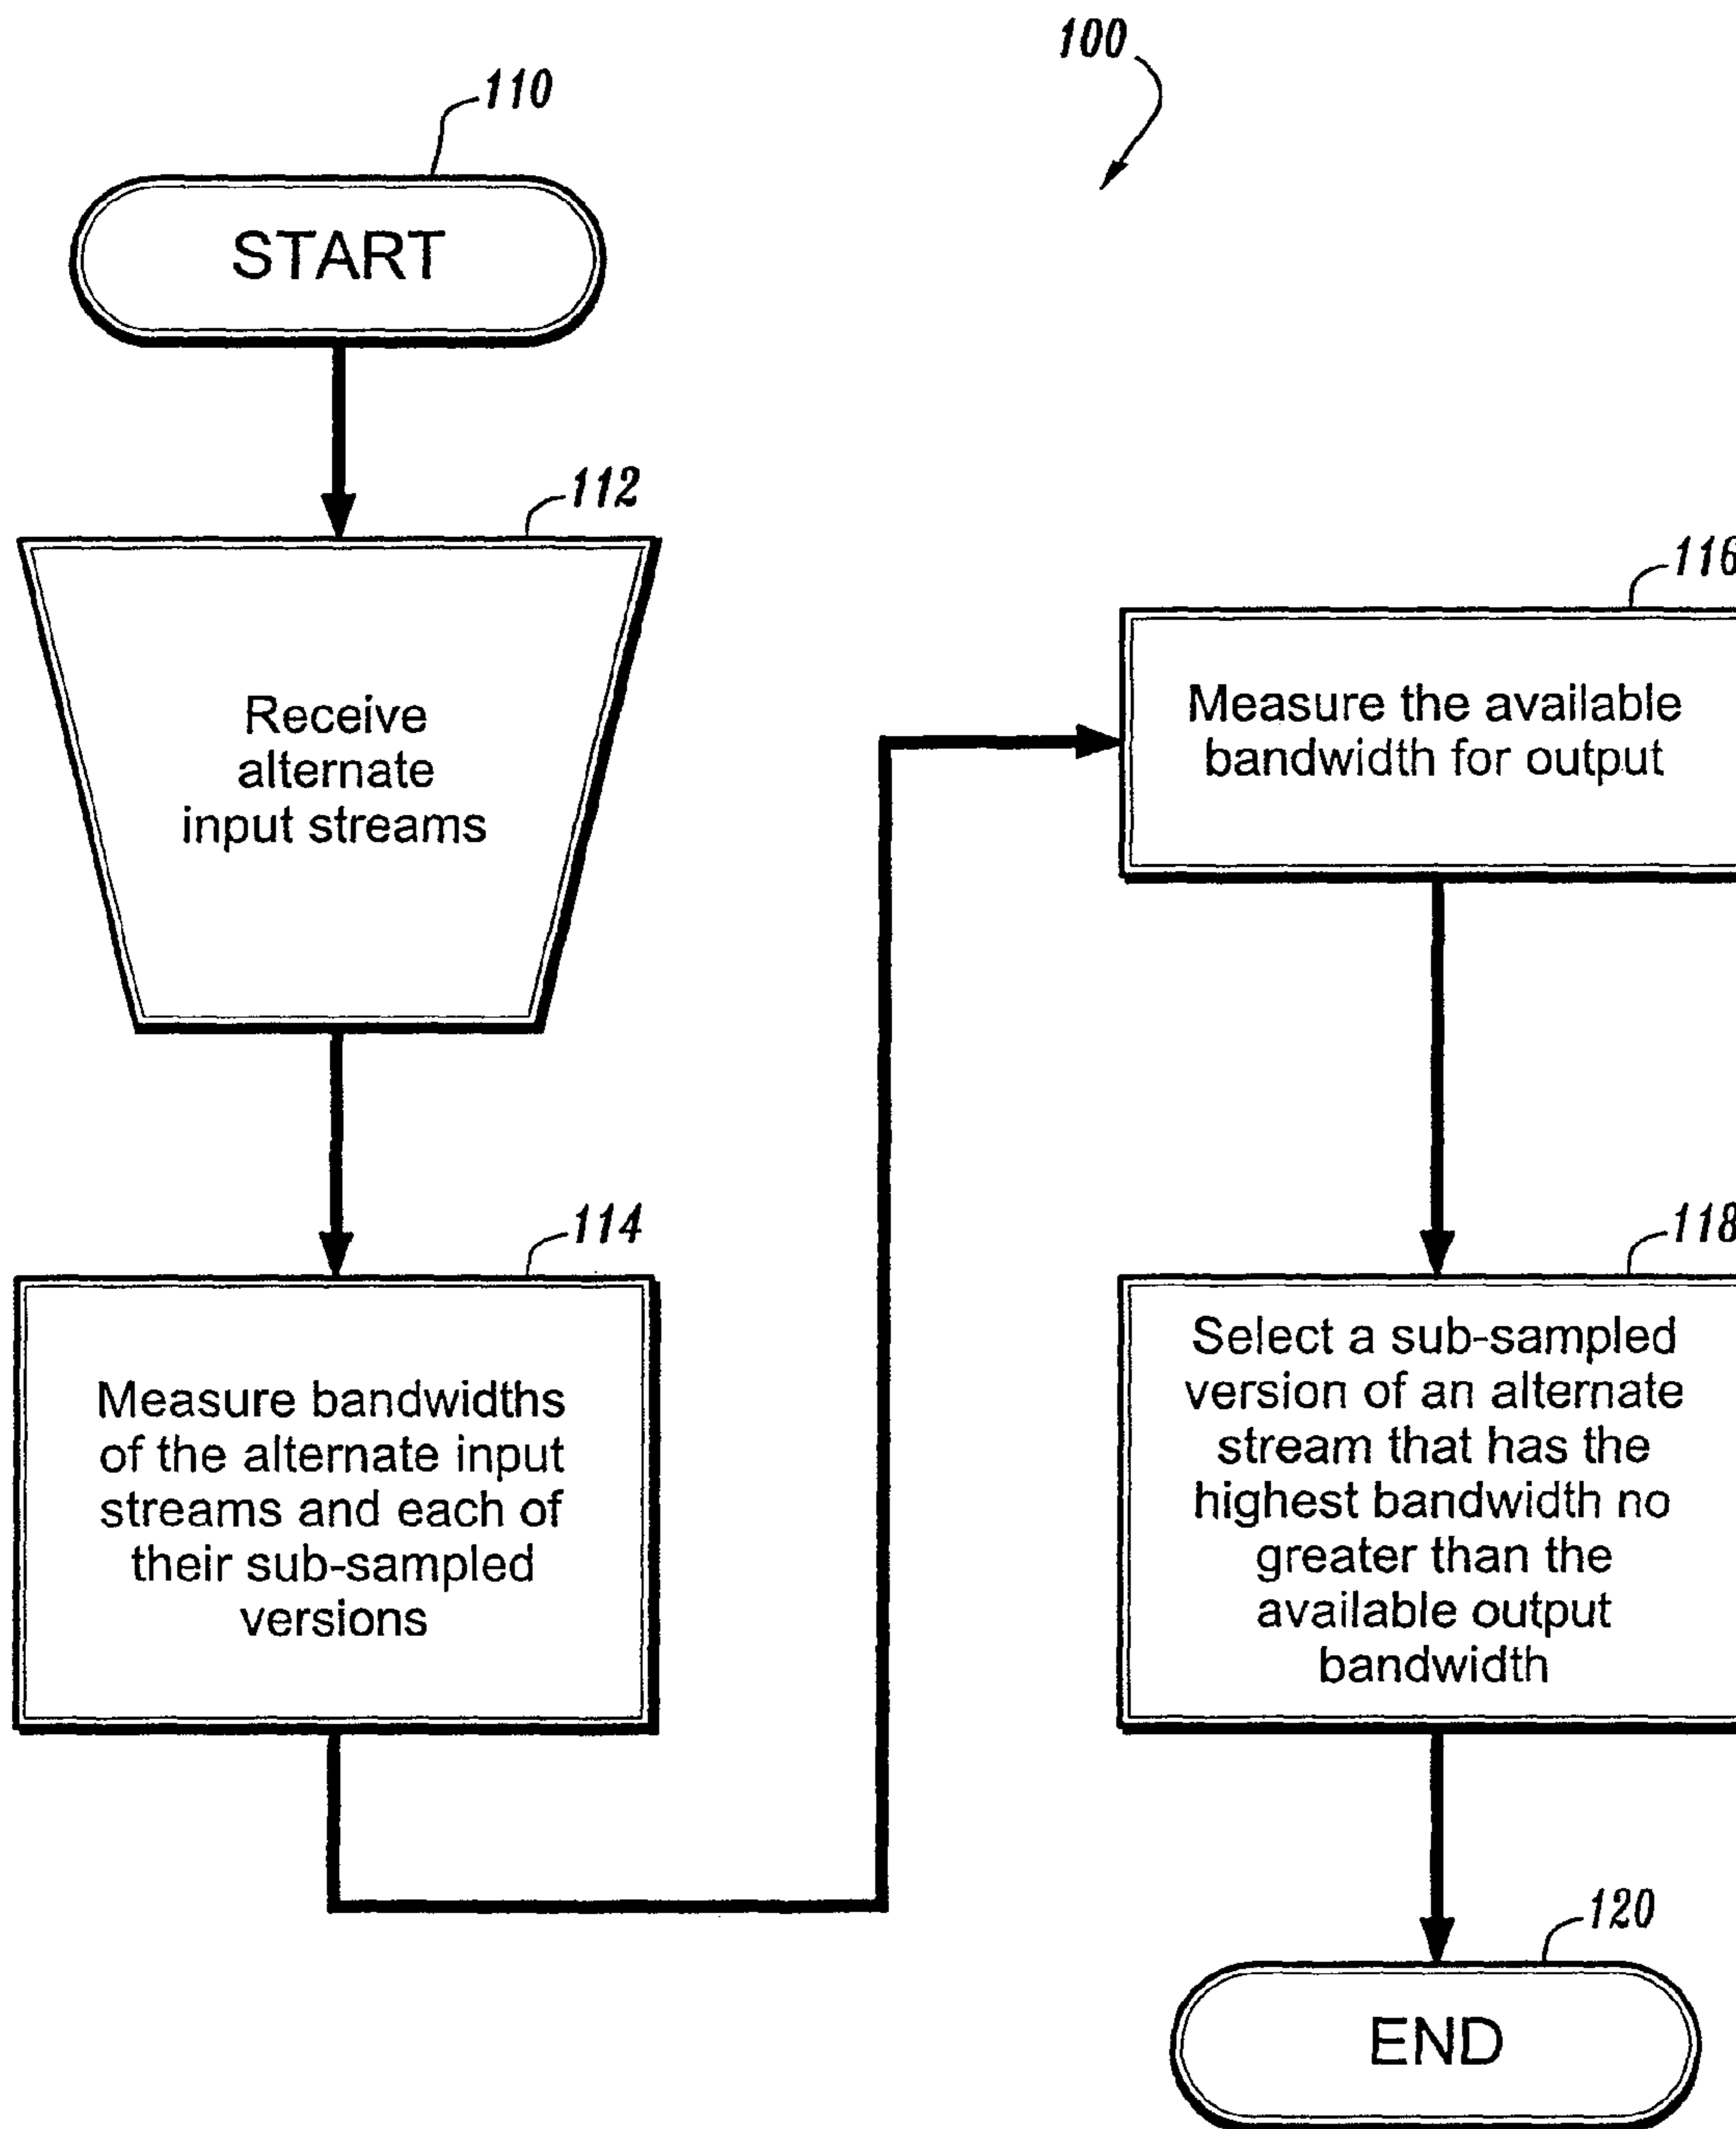 100
110
START
112
Receive
alternate
input streams
114
Measure bandwidths
of the alternate input
streams and each of
their sub-sampled
versions
116
Measure the available
bandwidth for output
118
Select a sub-sampled
version of an alternate
stream that has the
highest bandwidth no
greater than the
available output
bandwidth
120
END